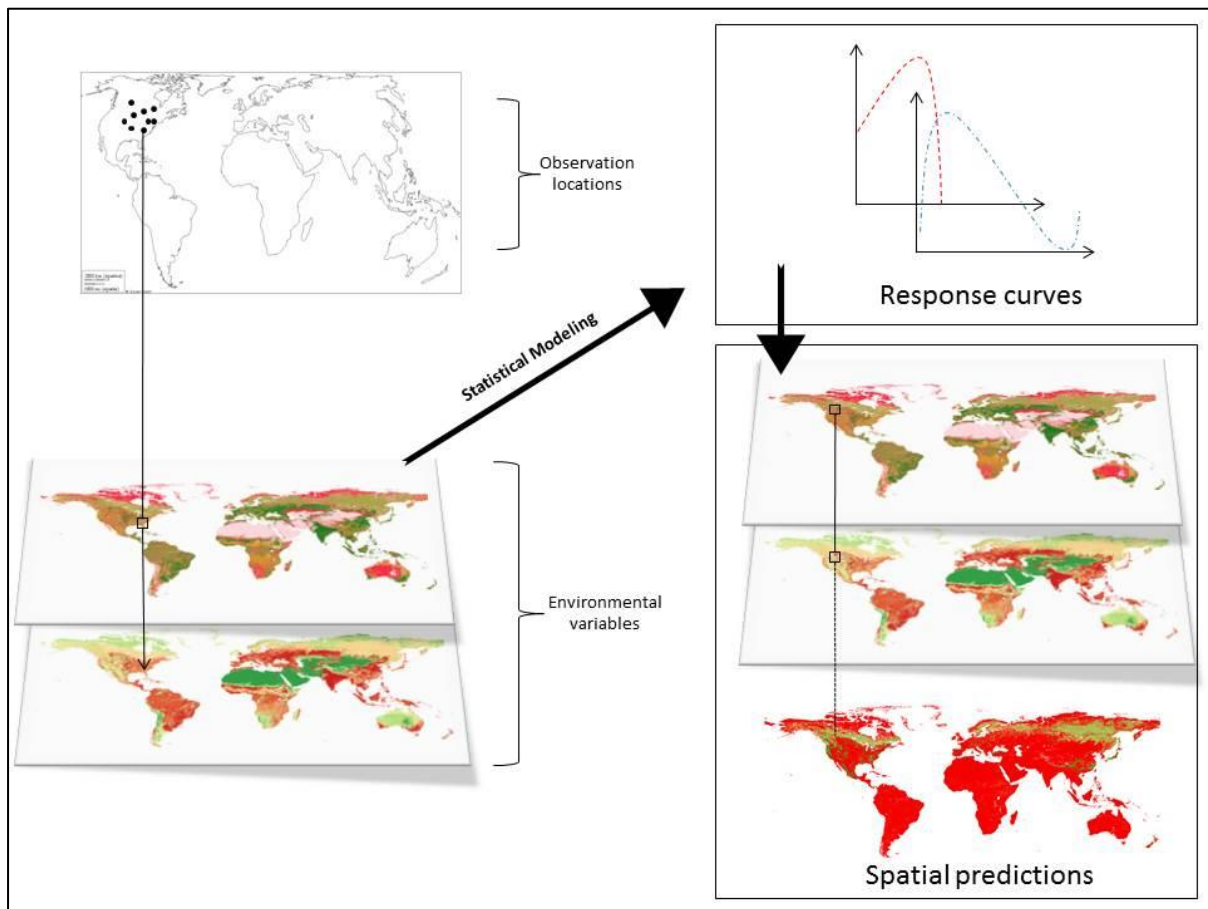 Observation
locations
Response curves
Statistical Modeling
Environmental
variables
Spatial predictions